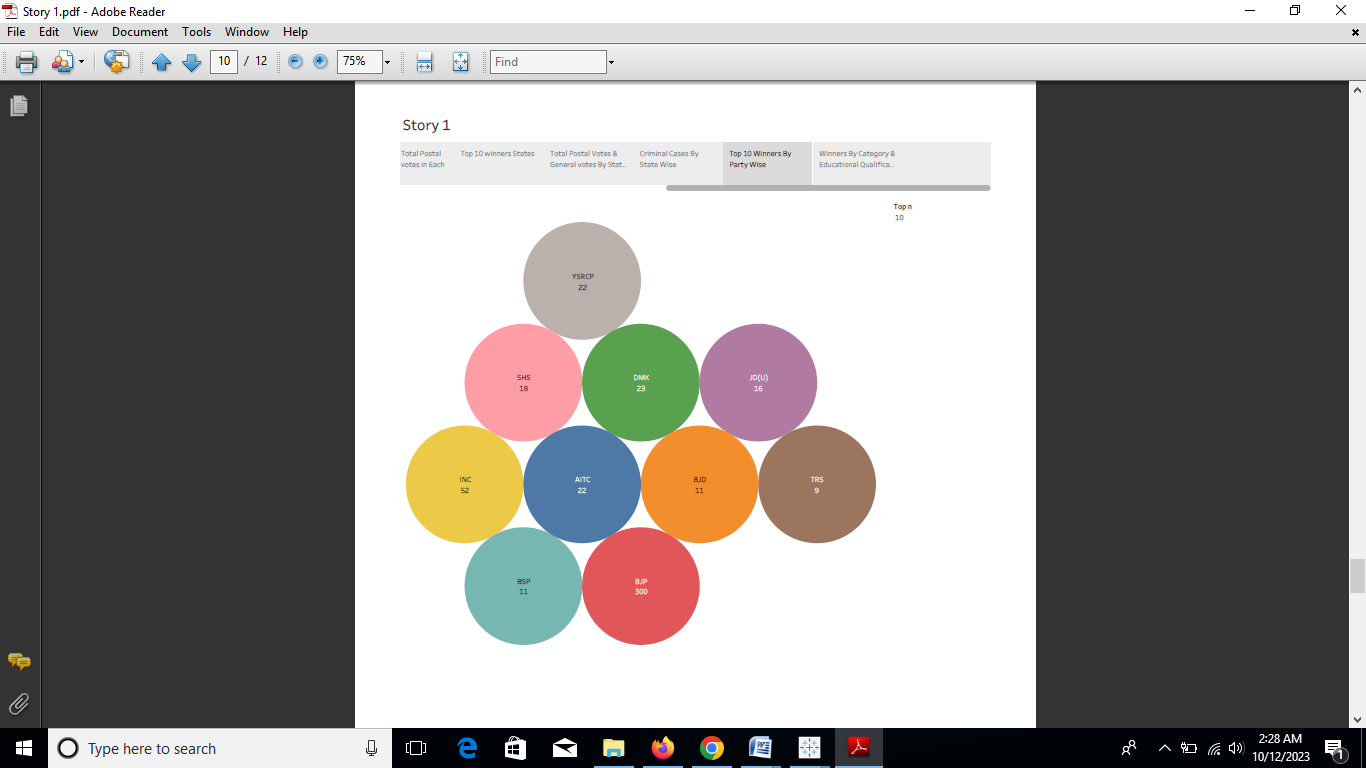 Story 1.pdf - Adobe Reader
File Edit View Document Tools Window Help
10 / 12 75% Find
Story 1
Total Postal votes in Each
Top 10 winners States
Total Postal Votes & General votes By Stat..
Criminal Cases By State Wise
Top 10 Winners By Party Wise
Winners By Category & Educational Qualifica..
Top n
10
YSRCP
22
SHS
18
DMK
23
JD(U)
16
INC
52
AITC
22
BJD
11
TRS
9
BSP
11
BJP
300
Type here to search
2:28 AM
10/12/2023
1